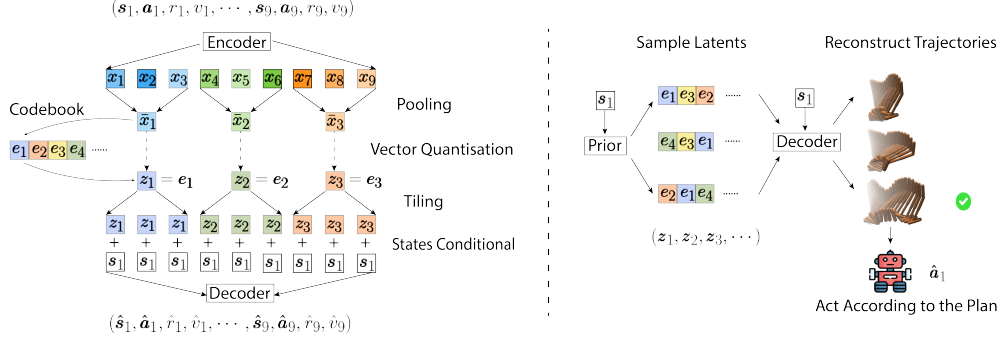 (s₁, a₁, r₁, v₁, ⋯, s₉, a₉, r₉, v₉)
Encoder
x₁ x₂ x₃ x₄ x₅ x₆ x₇ x₈ x₉
Pooling
Codebook
x̄₁ x̄₂ x̄₃
e₁ e₂ e₃ e₄ ......
Vector Quantisation
z₁ = e₁ z₂ = e₂ z₃ = e₃
Tiling
z₁ z₁ z₁ z₂ z₂ z₂ z₃ z₃ z₃
+ + + + + + + + +
States Conditional
s₁ s₁ s₁ s₁ s₁ s₁ s₁ s₁ s₁
Decoder
(ŝ₁, â₁, r̂₁, v̂₁, ⋯, ŝ₉, â₉, r̂₉, v̂₉)
Sample Latents
s₁
Prior
e₁ e₃ e₂ ......
e₄ e₃ e₁ ......
e₂ e₁ e₄ ......
(z₁, z₂, z₃, ⋯)
s₁
Decoder
Reconstruct Trajectories
â₁
Act According to the Plan